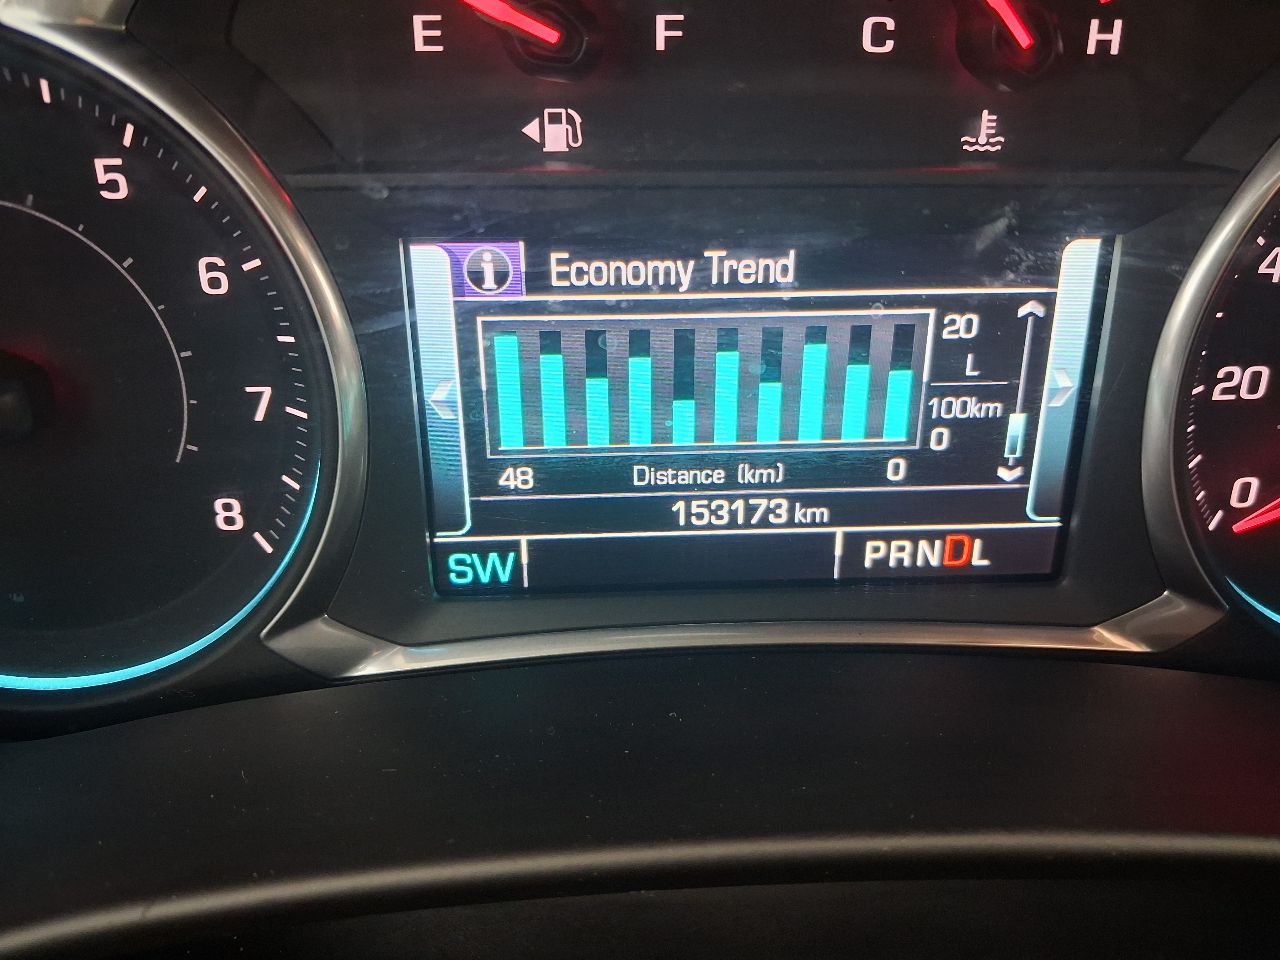 E F C H
5
6
7
8
i Economy Trend
20
L
100km
0
48 Distance (km) 0
153173 km
SW PRNDL
4
20
0